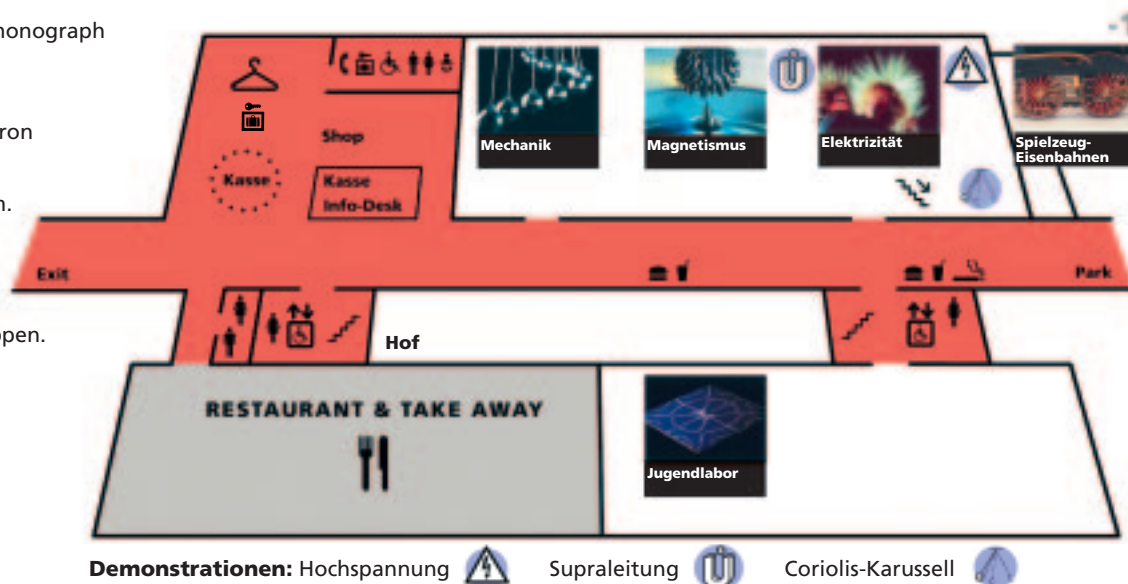 honograph
ron
n.
ppen.
Mechanik
Magnetismus
Elektrizität
Spielzeug-
Eisenbahnen
Shop
Kasse
Kasse
Info-Desk
Exit
Park
Hof
RESTAURANT & TAKE AWAY
Jugendlabor
Demonstrationen: Hochspannung Supraleitung Coriolis-Karussell